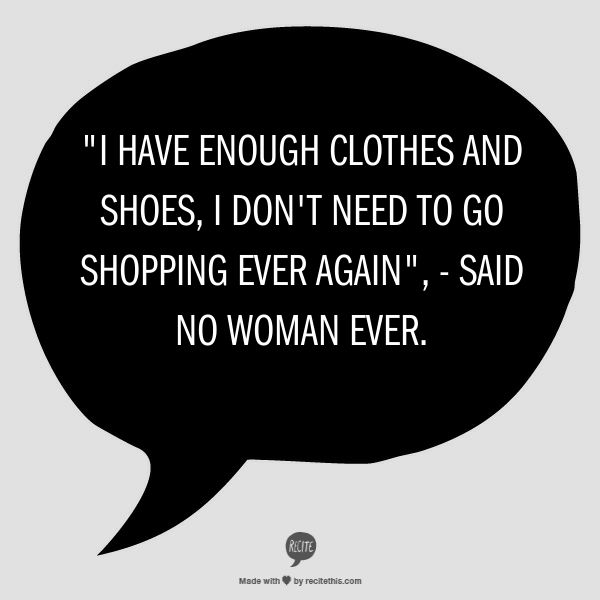 "I HAVE ENOUGH CLOTHES AND
SHOES, I DON'T NEED TO GO
SHOPPING EVER AGAIN", - SAID
NO WOMAN EVER.
RECITE
Made with ♥ by recitethis.com